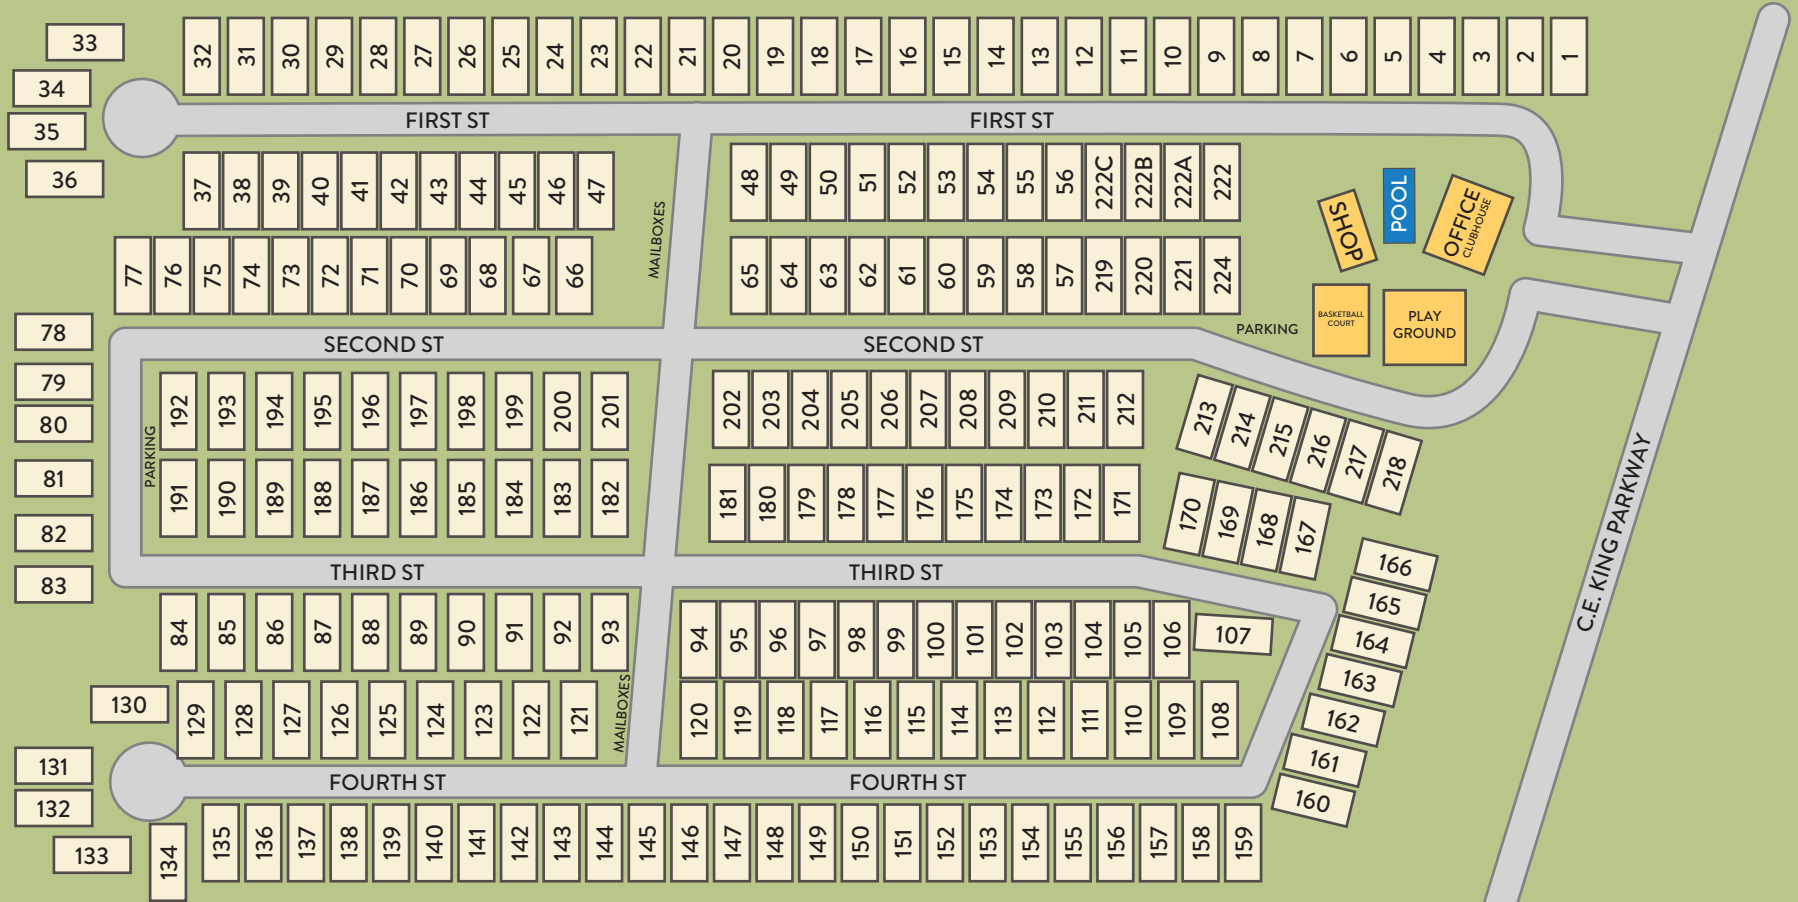 33
32 31 30 29 28 27 26 25 24 23 22 21 20 19 18 17 16 15 14 13 12 11 10 9 8 7 6 5 4 3 2 1
34
35
36
FIRST ST
FIRST ST
37 38 39 40 41 42 43 44 45 46 47
48 49 50 51 52 53 54 55 56 222C 222B 222A 222
SHOP
POOL
OFFICE
CLUBHOUSE
MAILBOXES
77 76 75 74 73 72 71 70 69 68 67 66
65 64 63 62 61 60 59 58 57 219 220 221 224
PARKING
BASKETBALL
COURT
PLAY
GROUND
78
SECOND ST
SECOND ST
79
80
81
82
83
PARKING
192 193 194 195 196 197 198 199 200 201
202 203 204 205 206 207 208 209 210 211 212
213 214 215 216 217 218
191 190 189 188 187 186 185 184 183 182
181 180 179 178 177 176 175 174 173 172 171
170 169 168 167
C.E. KING PARKWAY
THIRD ST
THIRD ST
166
165
164
163
162
161
160
84 85 86 87 88 89 90 91 92 93
94 95 96 97 98 99 100 101 102 103 104 105 106
107
MAILBOXES
130
129 128 127 126 125 124 123 122 121
120 119 118 117 116 115 114 113 112 111 110 109 108
131
132
133
134
FOURTH ST
FOURTH ST
135 136 137 138 139 140 141 142 143 144 145 146 147 148 149 150 151 152 153 154 155 156 157 158 159